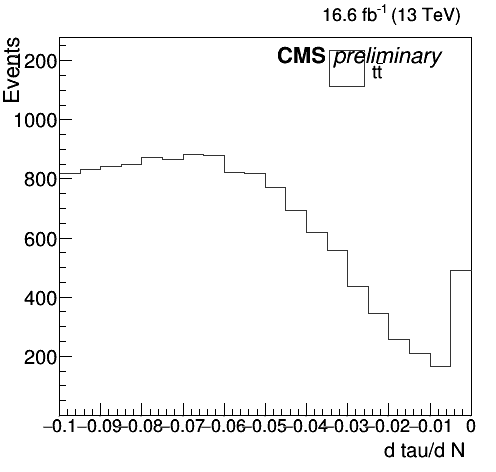 16.6 fb⁻¹ (13 TeV)
CMS preliminary
tt̄
Events
1200
1000
800
600
400
200
−0.1 −0.09 −0.08 −0.07 −0.06 −0.05 −0.04 −0.03 −0.02 −0.01 0
d tau/d N